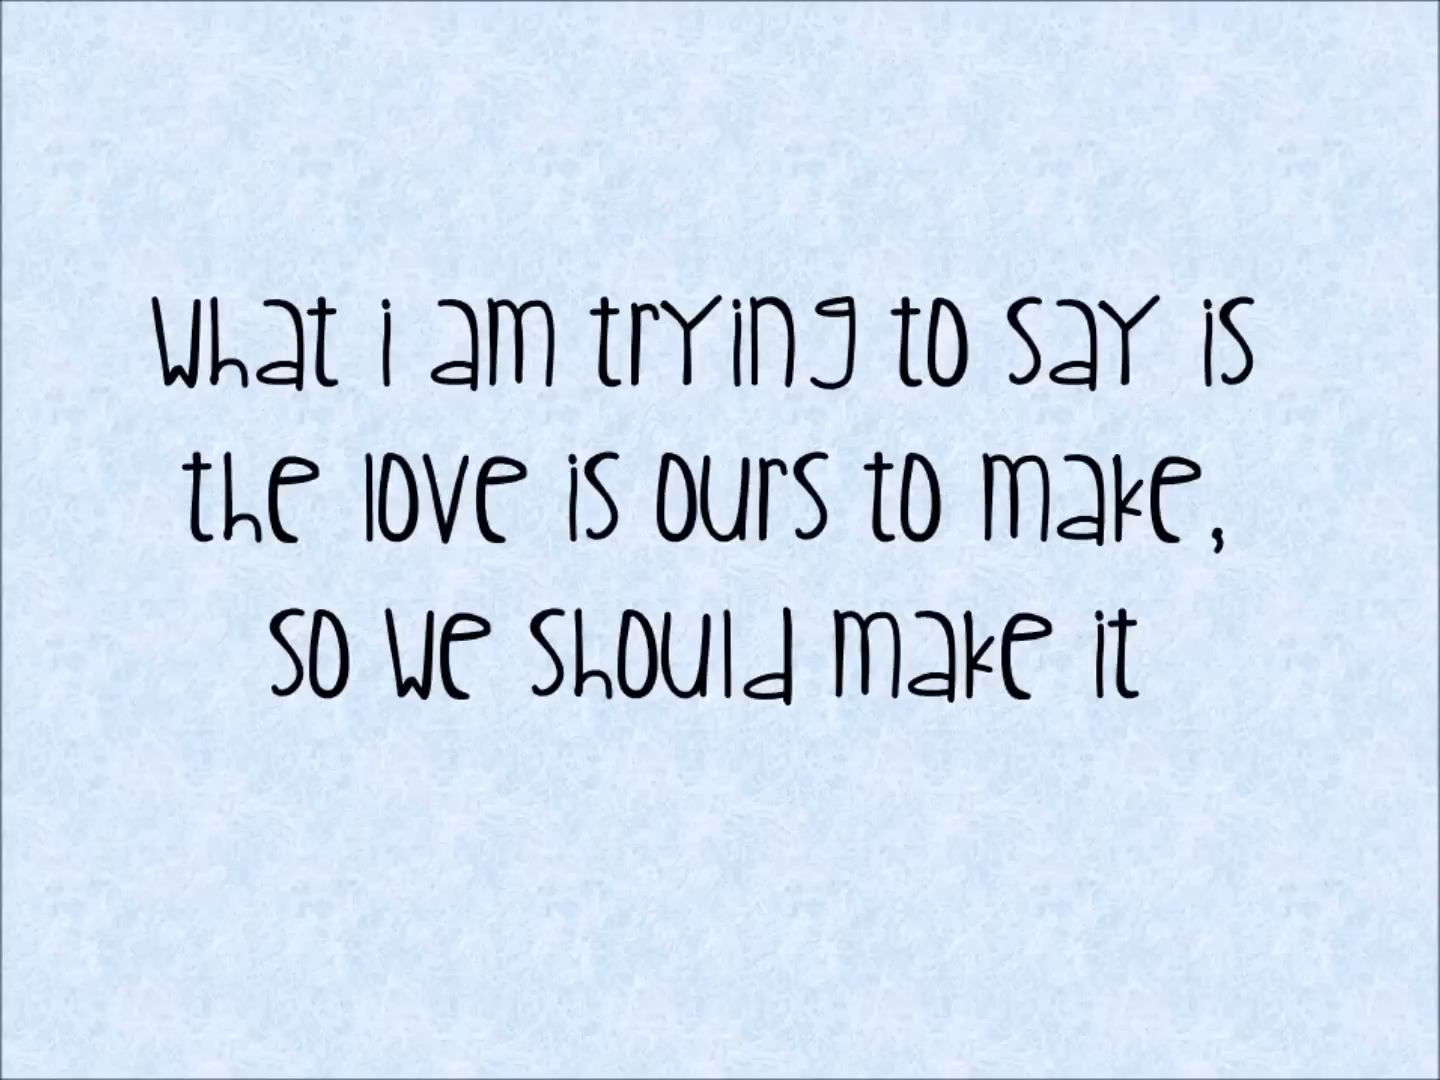 What i am trying to say is
the love is ours to make,
so we should make it